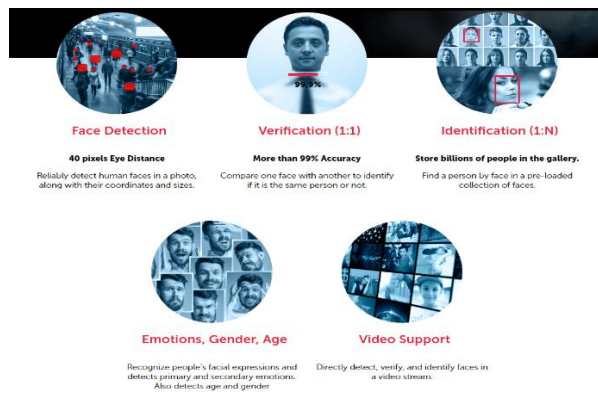 99,9%
Face Detection
Verification (1:1)
Identification (1:N)
40 pixels Eye Distance
More than 99% Accuracy
Store billions of people in the gallery.
Reliably detect human faces in a photo,
along with their coordinates and sizes.
Compare one face with another to identify
if it is the same person or not.
Find a person by face in a pre-loaded
collection of faces.
Emotions, Gender, Age
Video Support
Recognize people's facial expressions and
detects primary and secondary emotions.
Also detects age and gender
Directly detect, verify, and identify faces in
a video stream.